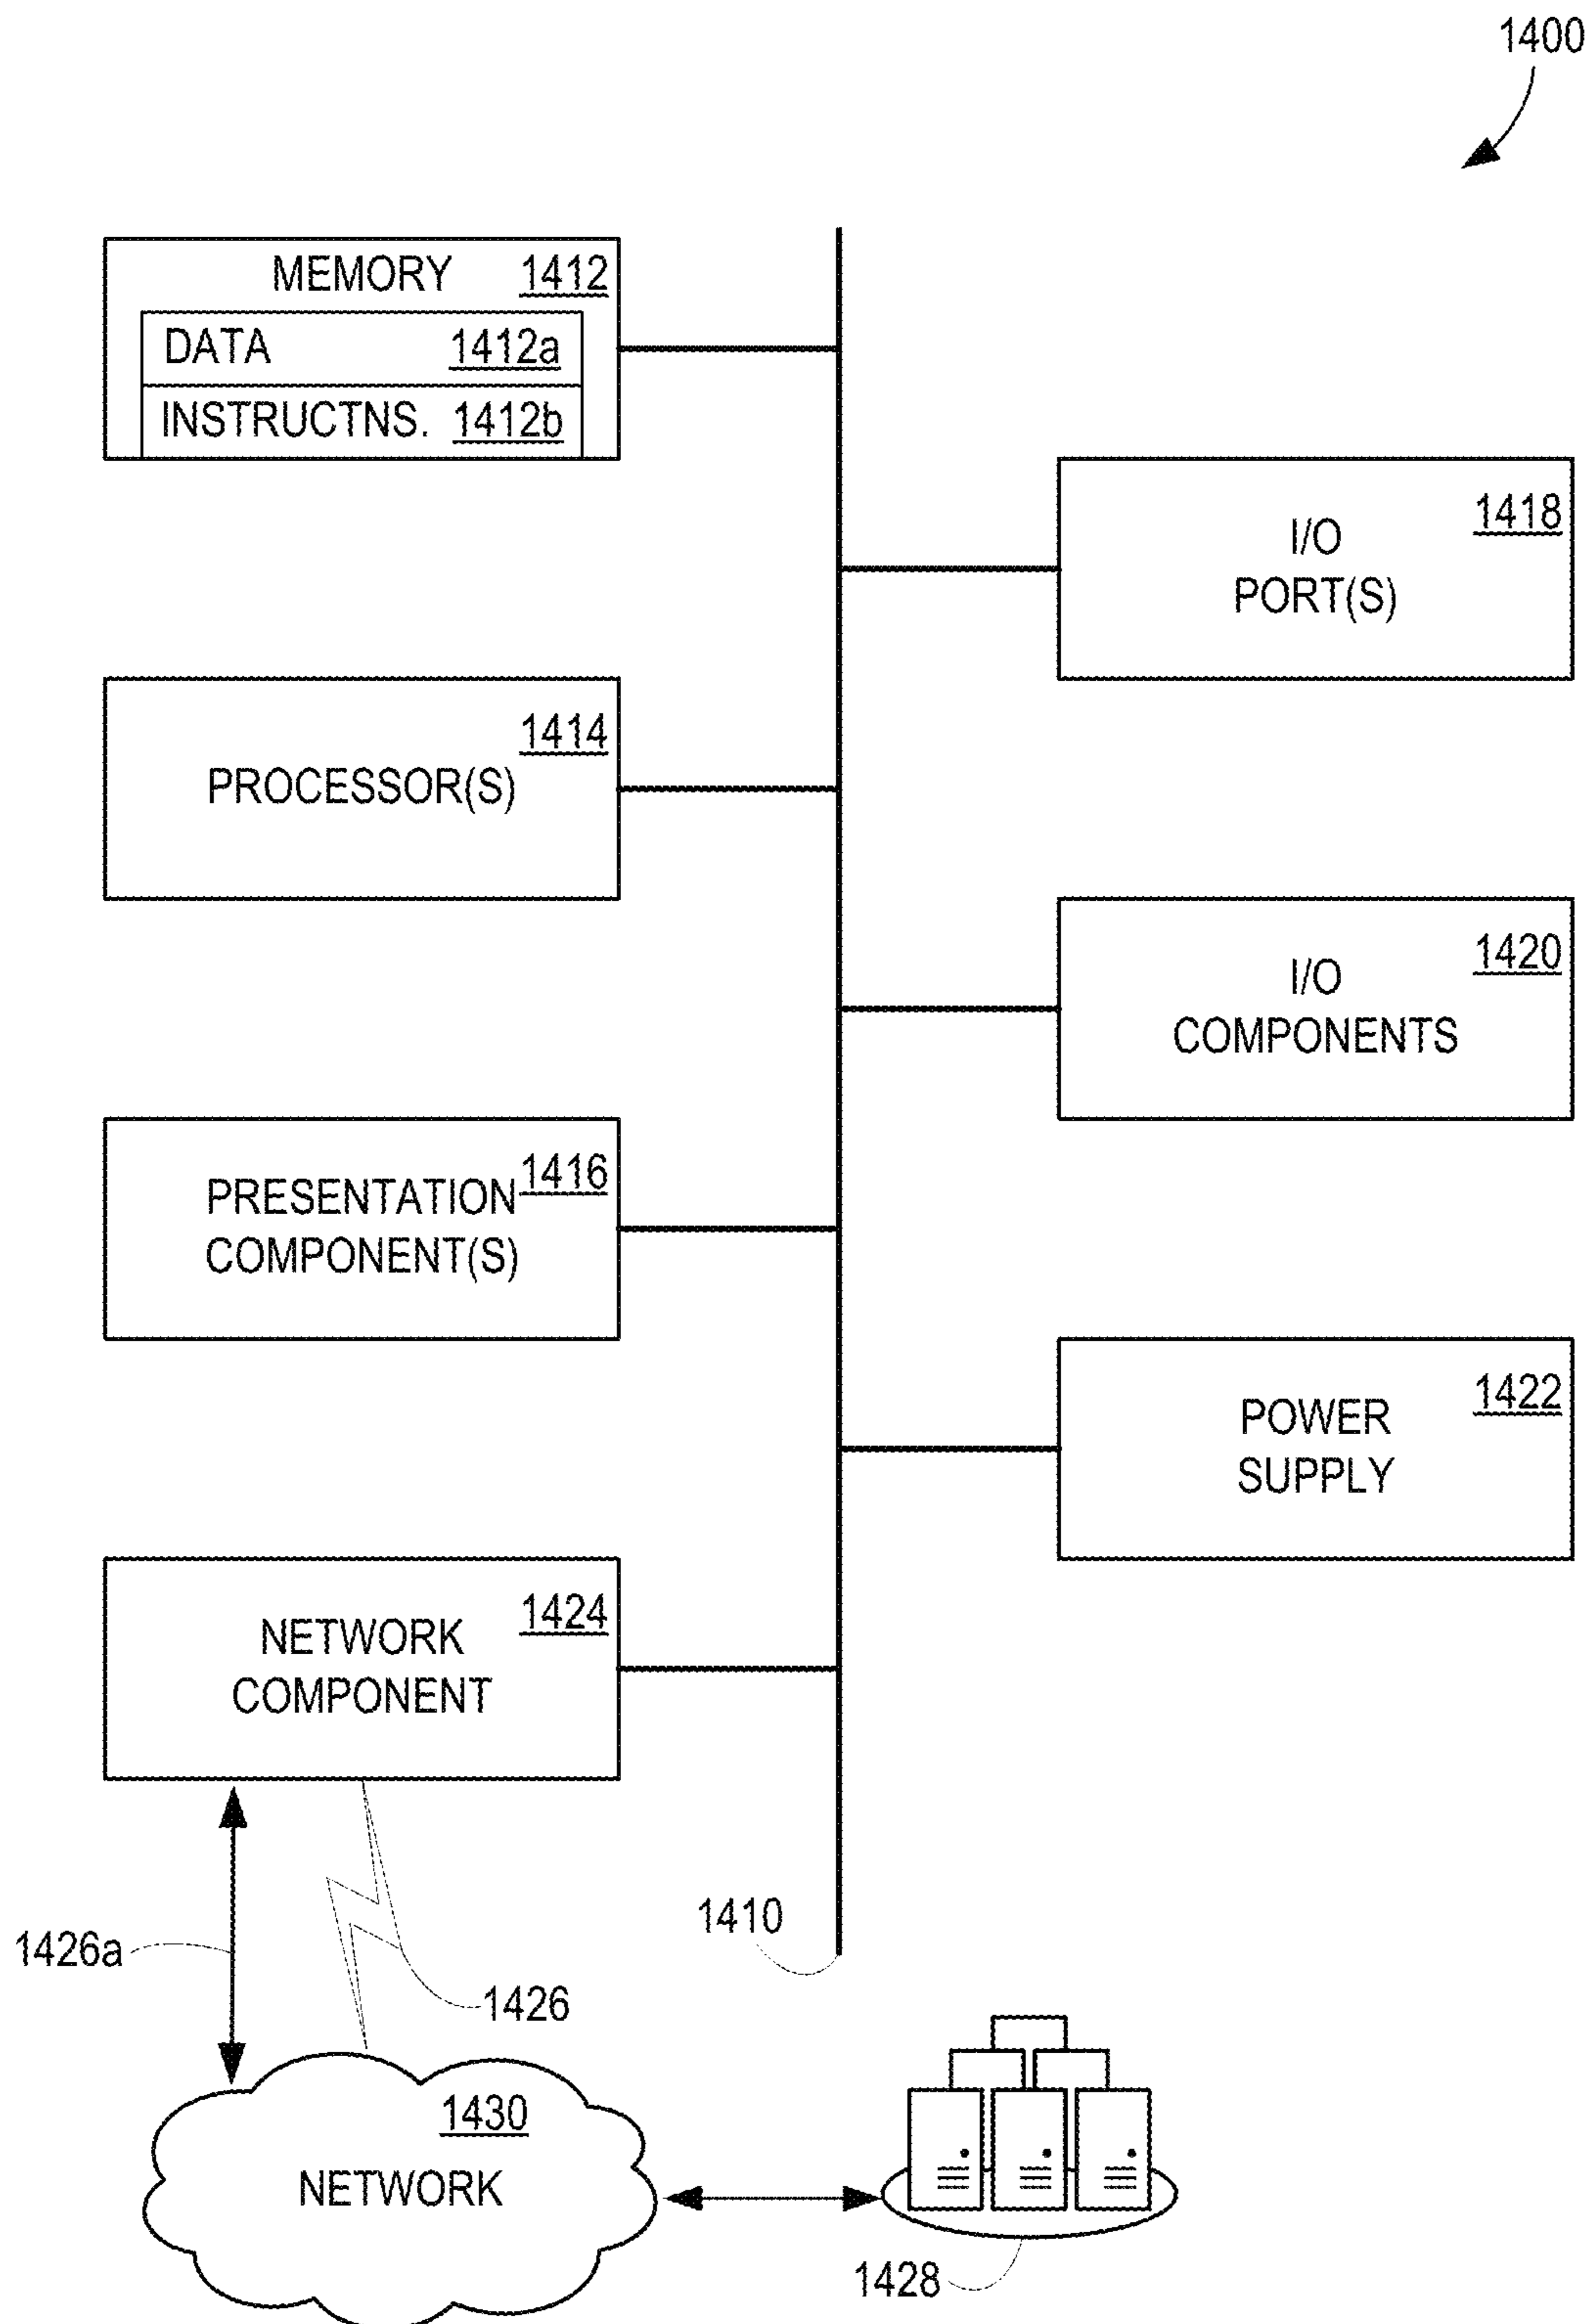 1400
MEMORY 1412
DATA 1412a
INSTRUCTNS. 1412b
1418
I/O
PORT(S)
1414
PROCESSOR(S)
1420
I/O
COMPONENTS
1416
PRESENTATION
COMPONENT(S)
1422
POWER
SUPPLY
1424
NETWORK
COMPONENT
1410
1426a
1426
1430
NETWORK
1428